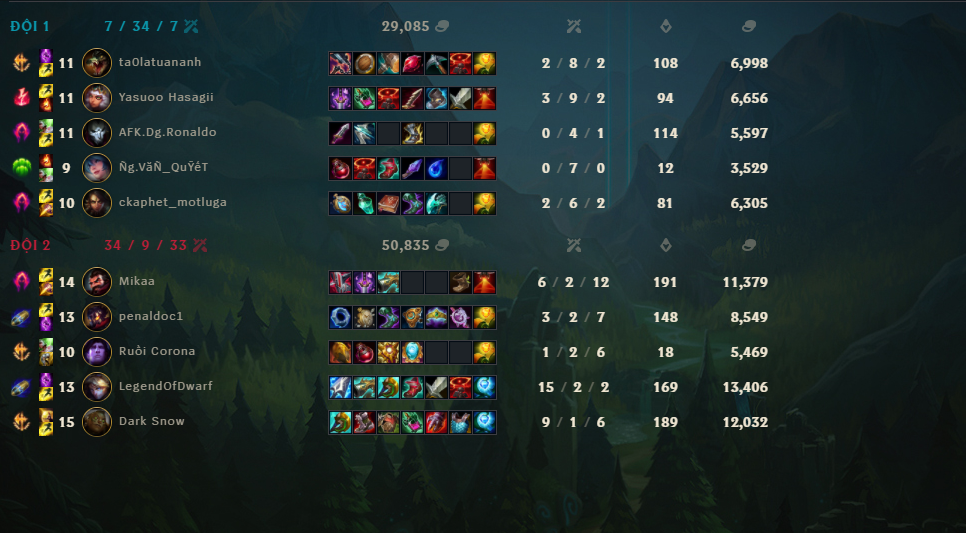 ĐỘI 1 7 / 34 / 7 29,085
11 ta0latuananh 2 / 8 / 2 108 6,998
11 Yasuoo Hasagii 3 / 9 / 2 94 6,656
11 AFK.Dg.Ronaldo 0 / 4 / 1 114 5,597
9 Ñg.VăÑ_QuŸếT 0 / 7 / 0 12 3,529
10 ckaphet_motluga 2 / 6 / 2 81 6,305
ĐỘI 2 34 / 9 / 33 50,835
14 Mikaa 6 / 2 / 12 191 11,379
13 penaldoc1 3 / 2 / 7 148 8,549
10 Ruồi Corona 1 / 2 / 6 18 5,469
13 LegendOfDwarf 15 / 2 / 2 169 13,406
15 Dark Snow 9 / 1 / 6 189 12,032